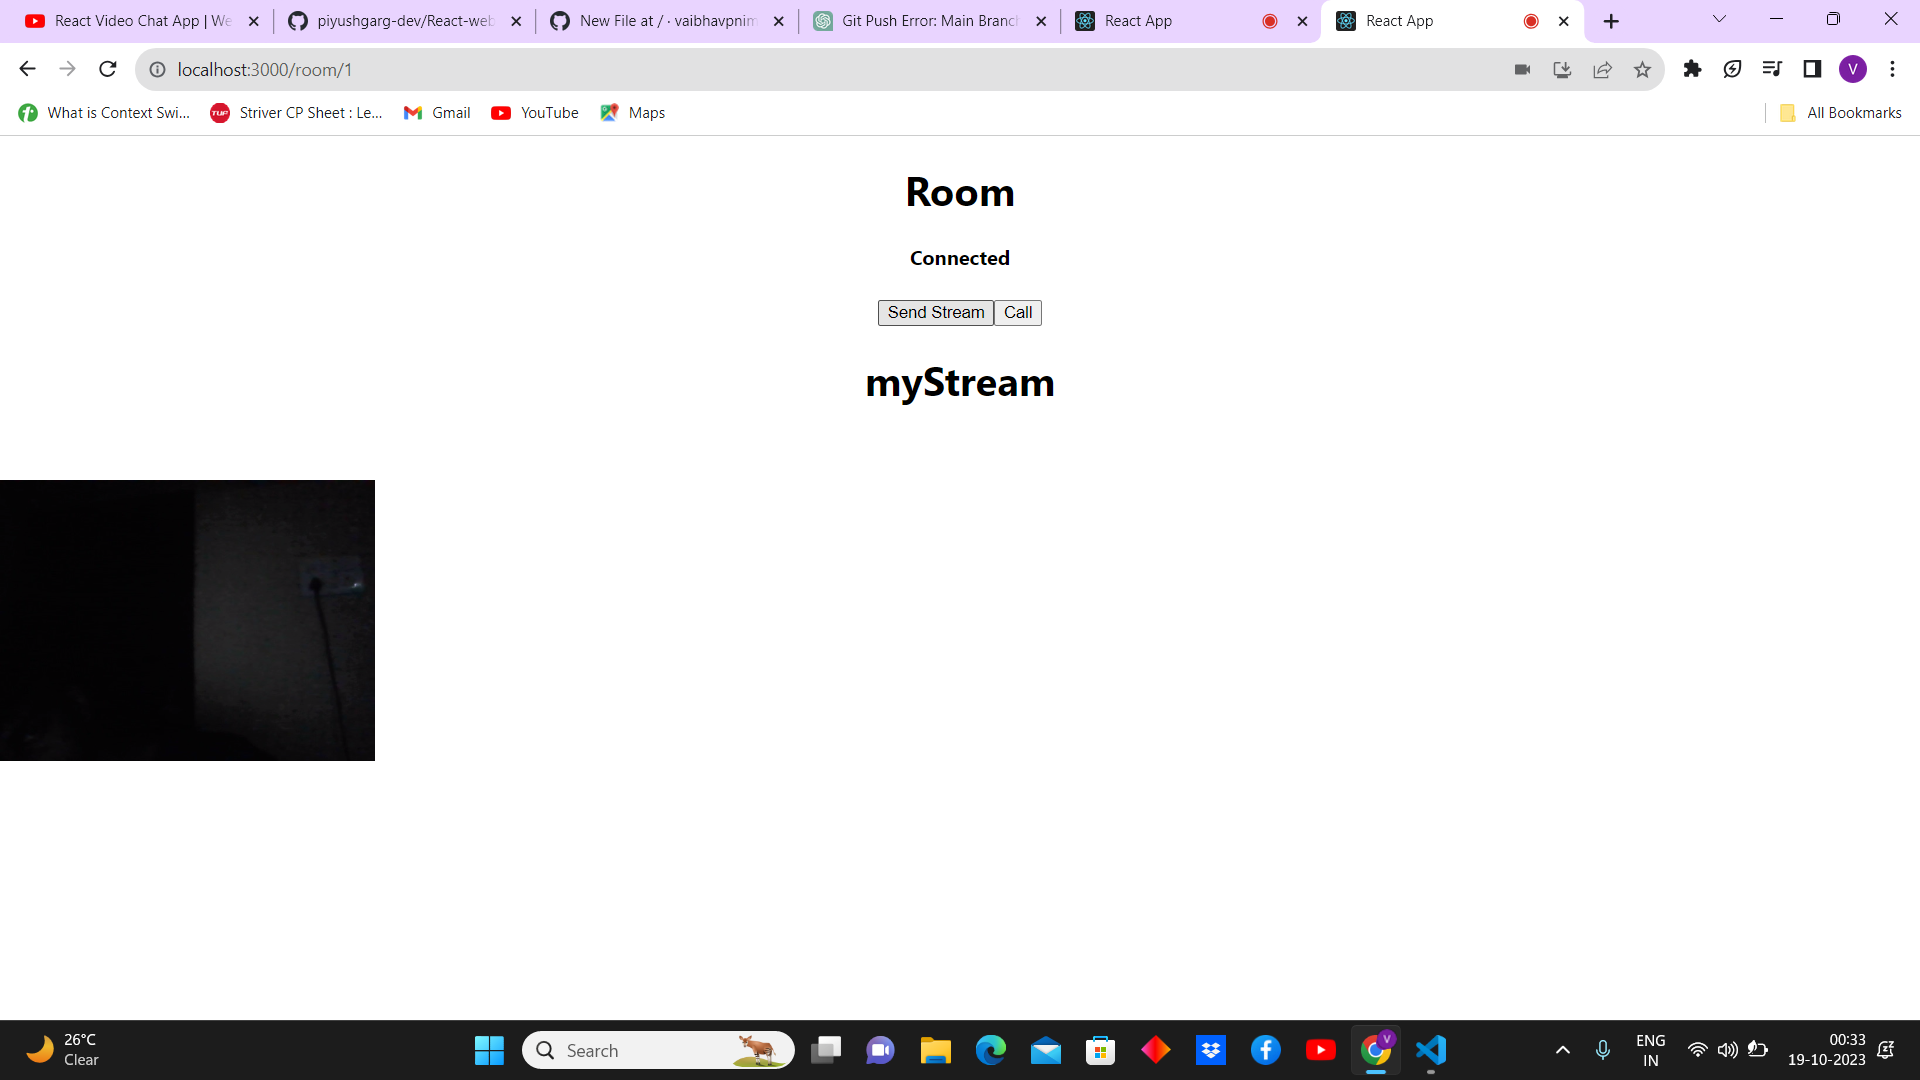 React Video Chat App | We
piyushgarg-dev/React-web
New File at / · vaibhavpnim
Git Push Error: Main Branch
React App
React App
localhost:3000/room/1
V
What is Context Swi...
TUF
Striver CP Sheet : Le...
Gmail
YouTube
Maps
All Bookmarks
Room
Connected
Send Stream
Call
myStream
26°C
Clear
Search
V
ENG
IN
00:33
19-10-2023